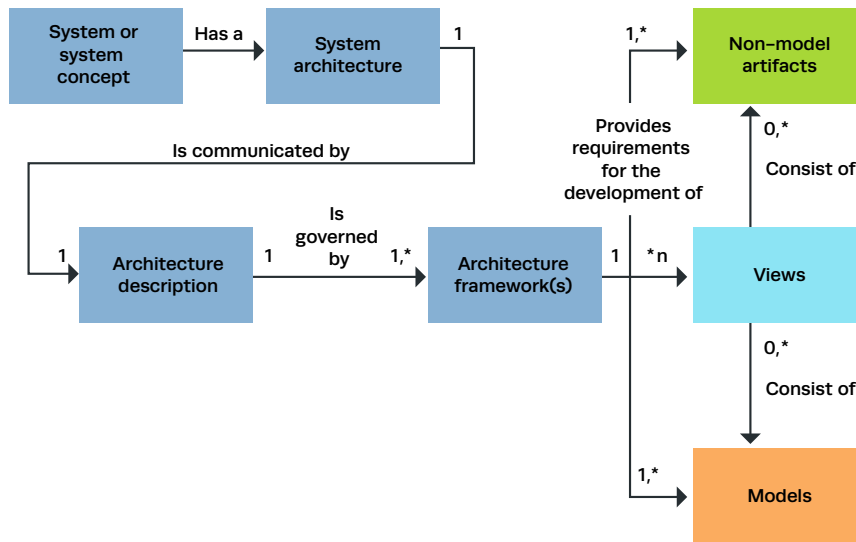 System or
system
concept
Has a
System
architecture
1
1,*
Non-model
artifacts
Provides
requirements
for the
development of
0,*
Consist of
Is communicated by
1
Architecture
description
1
Is
governed
by
1,*
Architecture
framework(s)
1
*n
Views
0,*
Consist of
1,*
Models